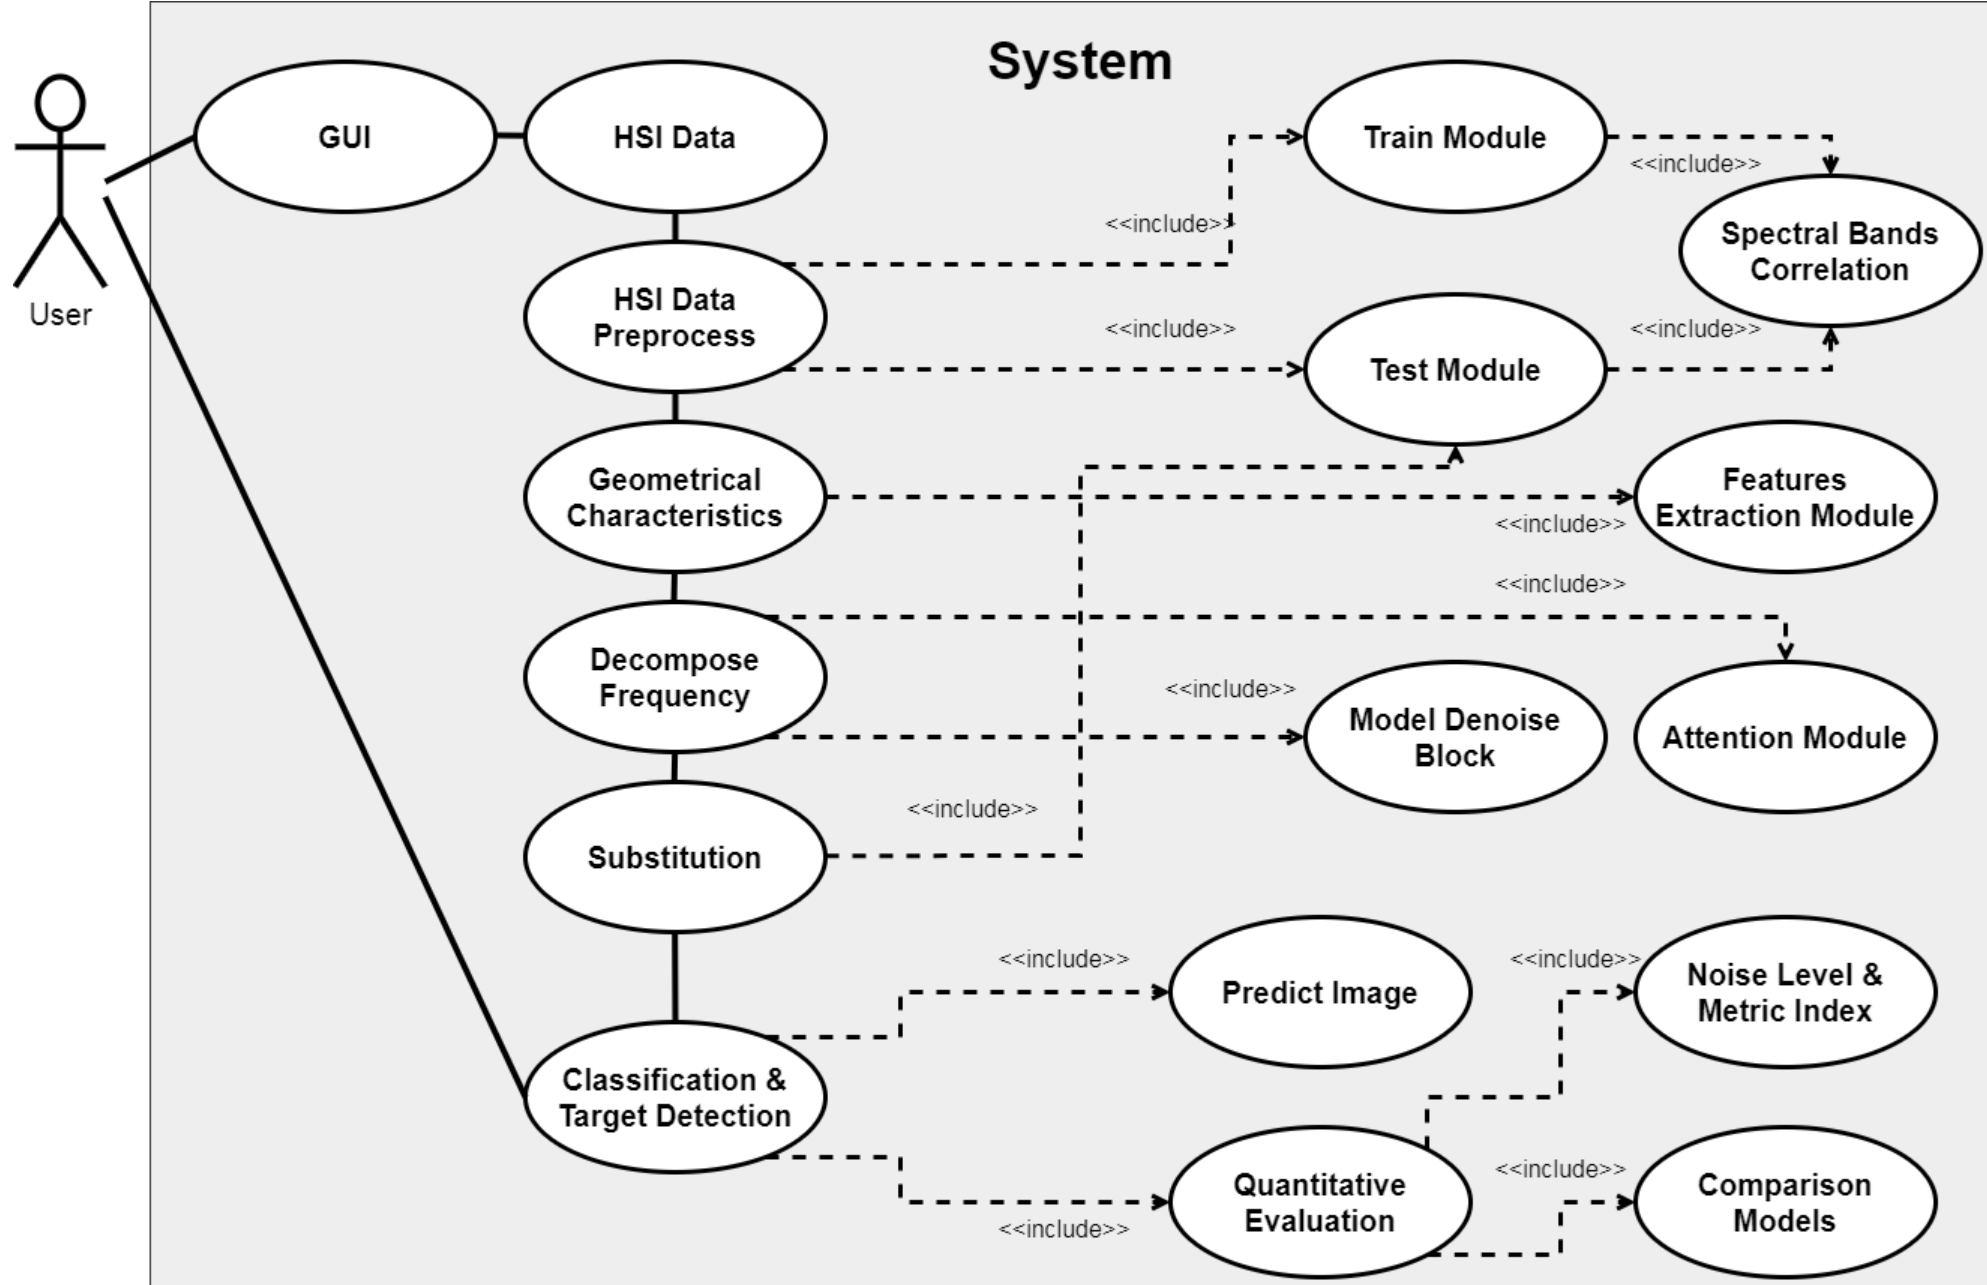 System
User
GUI
HSI Data
Train Module
<<include>>
<<include>>
Spectral Bands
Correlation
HSI Data
Preprocess
<<include>>
Test Module
<<include>>
Geometrical
Characteristics
<<include>>
Features
Extraction Module
<<include>>
Decompose
Frequency
<<include>>
Model Denoise
Block
Attention Module
<<include>>
Substitution
<<include>>
Predict Image
<<include>>
Noise Level &
Metric Index
Classification &
Target Detection
<<include>>
Quantitative
Evaluation
<<include>>
Comparison
Models